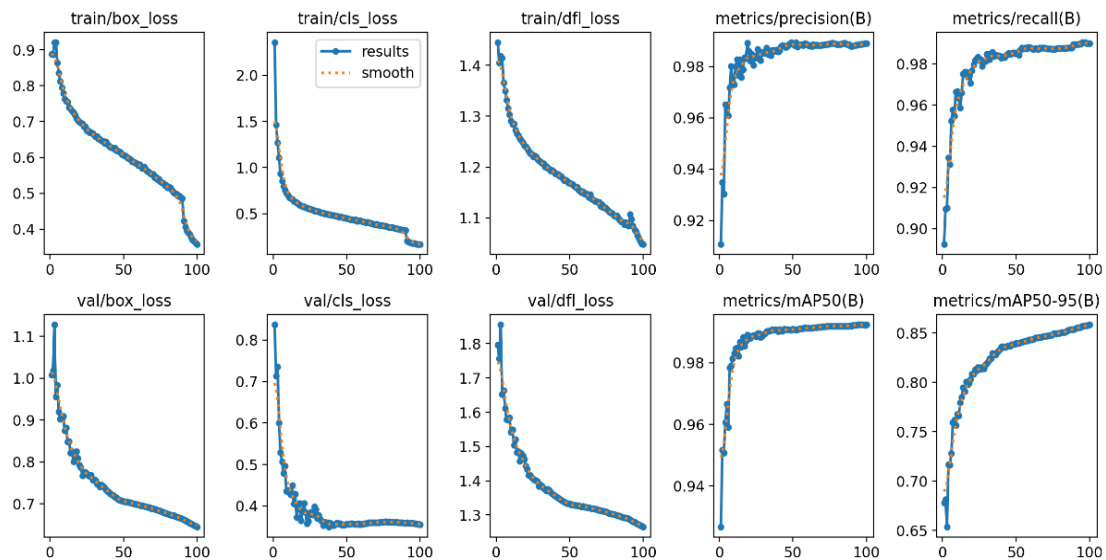 train/box_loss
train/cls_loss
train/dfl_loss
metrics/precision(B)
metrics/recall(B)
0.9
0.8
0.7
0.6
0.5
0.4
0 50 100
results
smooth
2.0
1.5
1.0
0.5
0 50 100
1.4
1.3
1.2
1.1
0 50 100
0.98
0.96
0.94
0.92
0 50 100
0.98
0.96
0.94
0.92
0.90
0 50 100
val/box_loss
val/cls_loss
val/dfl_loss
metrics/mAP50(B)
metrics/mAP50-95(B)
1.1
1.0
0.9
0.8
0.7
0 50 100
0.8
0.7
0.6
0.5
0.4
0 50 100
1.8
1.7
1.6
1.5
1.4
1.3
0 50 100
0.98
0.96
0.94
0 50 100
0.85
0.80
0.75
0.70
0.65
0 50 100